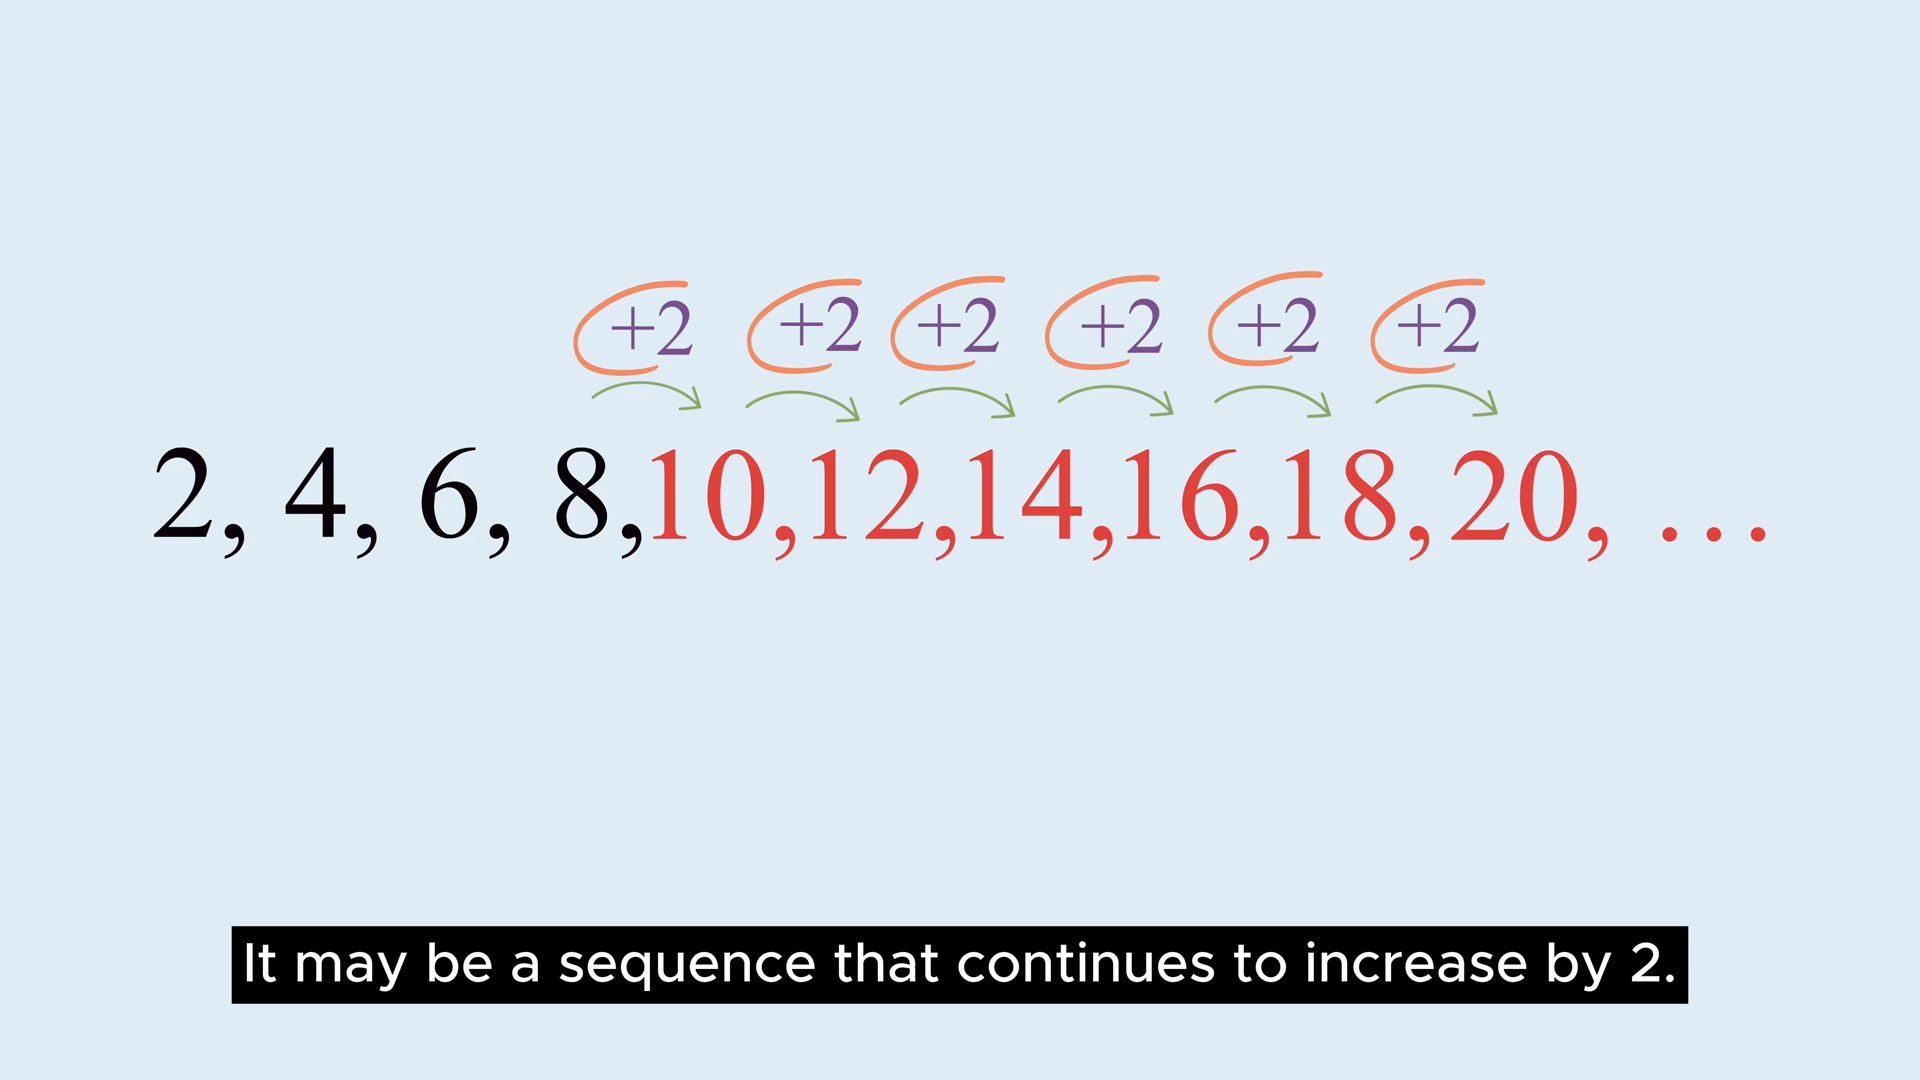 +2 +2 +2 +2 +2 +2
2, 4, 6, 8, 10, 12, 14, 16, 18, 20, ...
It may be a sequence that continues to increase by 2.